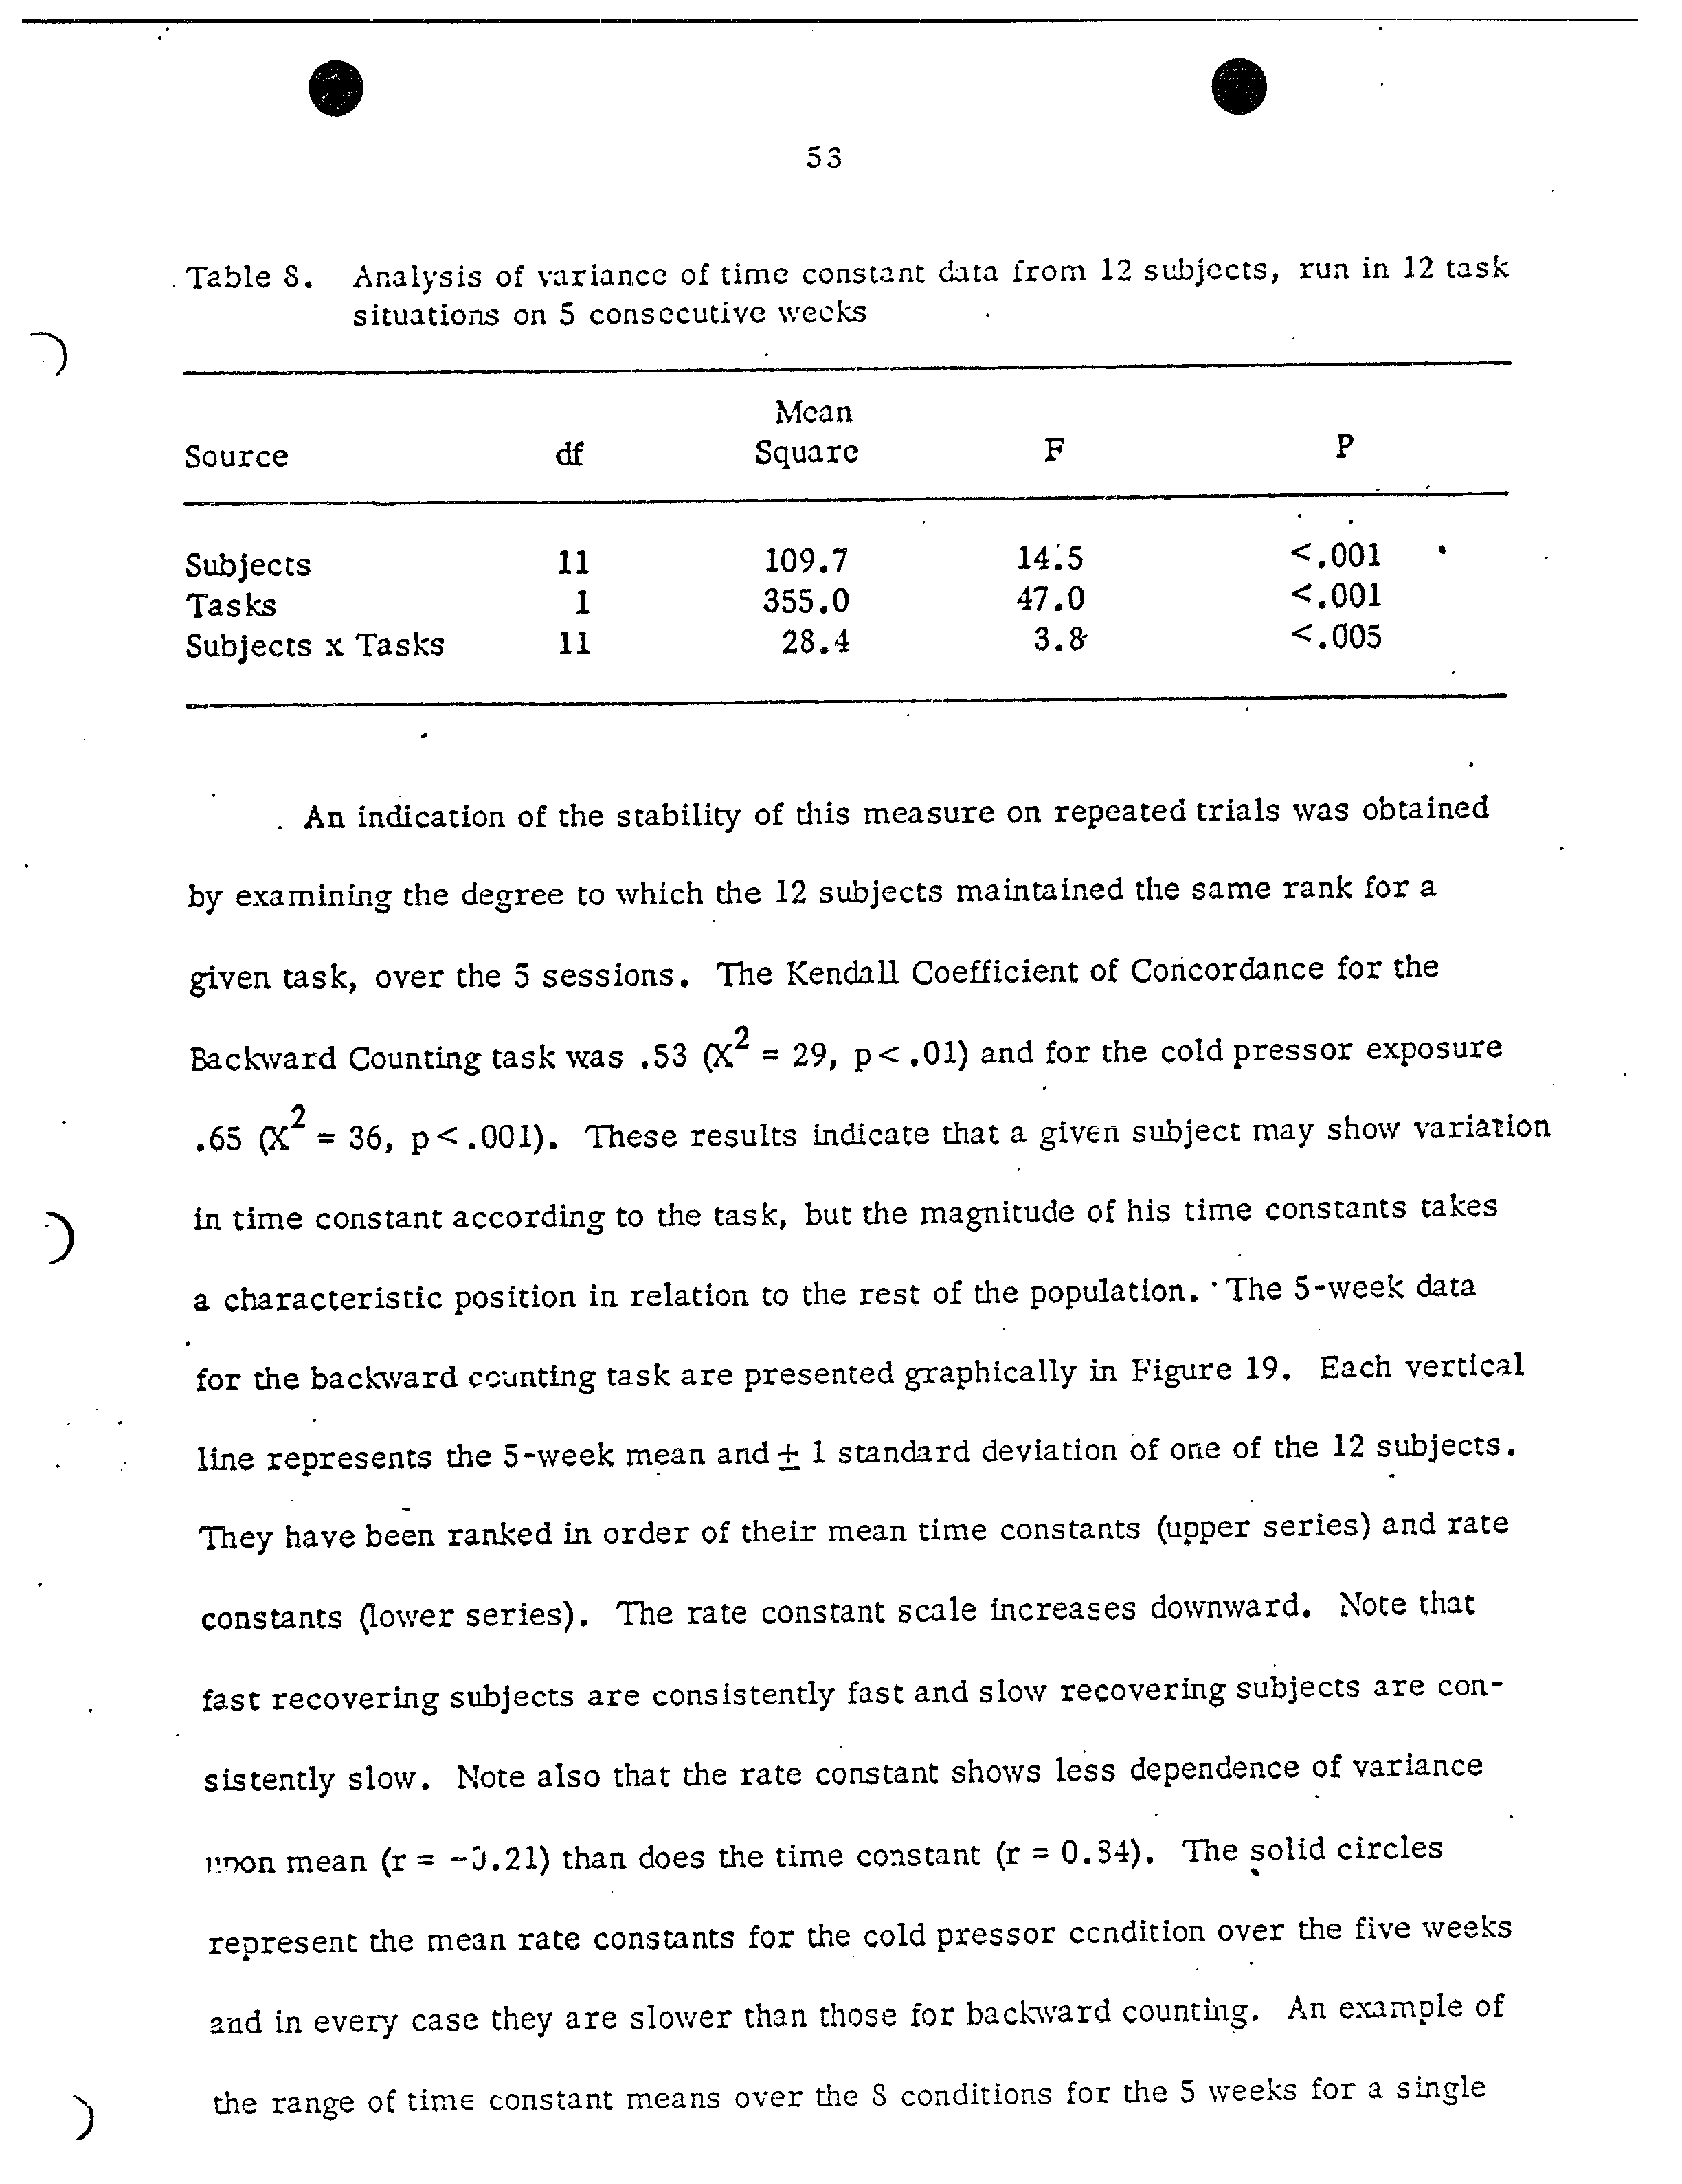 53
Table 8. Analysis of variance of time constant data from 12 subjects, run in 12 task
situations on 5 consecutive weeks
Mean
Source df Square F P
Subjects 11 109.7 14.5 <.001
Tasks 1 355.0 47.0 <.001
Subjects x Tasks 11 28.4 3.8 <.005
An indication of the stability of this measure on repeated trials was obtained
by examining the degree to which the 12 subjects maintained the same rank for a
given task, over the 5 sessions. The Kendall Coefficient of Concordance for the
Backward Counting task was .53 (X² = 29, p< .01) and for the cold pressor exposure
.65 (X² = 36, p<.001). These results indicate that a given subject may show variation
in time constant according to the task, but the magnitude of his time constants takes
a characteristic position in relation to the rest of the population. The 5-week data
for the backward counting task are presented graphically in Figure 19. Each vertical
line represents the 5-week mean and ± 1 standard deviation of one of the 12 subjects.
They have been ranked in order of their mean time constants (upper series) and rate
constants (lower series). The rate constant scale increases downward. Note that
fast recovering subjects are consistently fast and slow recovering subjects are con-
sistently slow. Note also that the rate constant shows less dependence of variance
upon mean (r = -0.21) than does the time constant (r = 0.84). The solid circles
represent the mean rate constants for the cold pressor condition over the five weeks
and in every case they are slower than those for backward counting. An example of
the range of time constant means over the 8 conditions for the 5 weeks for a single